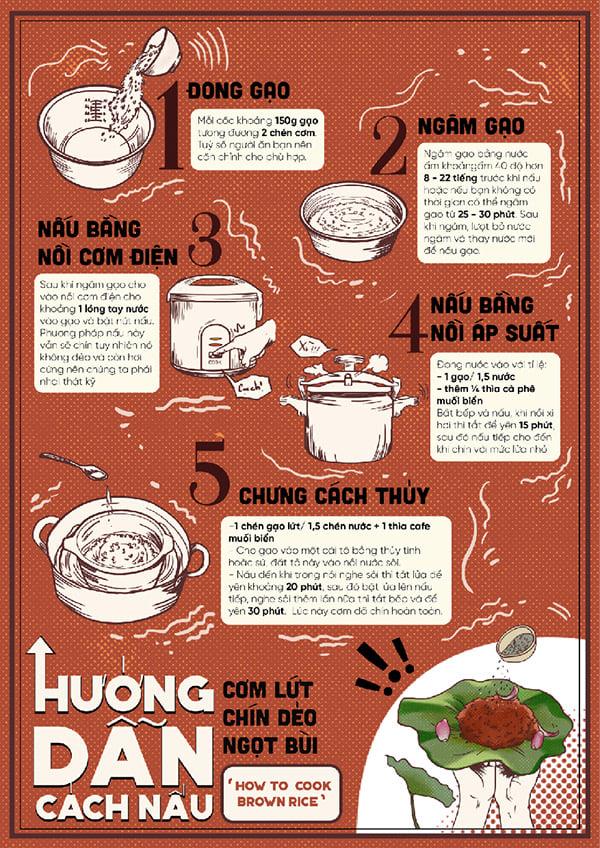 1
ĐONG GẠO
Mỗi cốc khoảng 150g gạo
tương đương 2 chén cơm.
Tuỳ số người ăn bạn nên
cân chỉnh cho phù hợp.
2
NGÂM GẠO
Ngâm gạo bằng nước
ấm khoảngấm 40 độ hơn
8 - 22 tiếng trước khi nấu
hoặc nếu bạn không có
thời gian có thể ngâm
gạo từ 25 - 30 phút. Sau
khi ngâm, lượt bỏ nước
ngâm và thay nước mới
để nấu gạo.
3
NẤU BẰNG
NỒI CƠM ĐIỆN
Sau khi ngâm gạo cho
vào nồi cơm điện cho
khoảng 1 lóng tay nước
vào gạo và bật nút nấu.
Phương pháp nấu này
vẫn sẽ chín tuy nhiên nó
không dẻo và còn hơi
cứng nên chúng ta phải
nhai thật kỹ
COOK
Cạch!
4
NẤU BẰNG
NỒI ÁP SUẤT
Xì!!!
Đong nước vào với tỉ lệ:
- 1 gạo/ 1,5 nước
- thêm ¼ thìa cà phê
muối biển
Bắt bếp và nấu, khi nồi xì
hơi thì tắt để yên 15 phút,
sau đó nấu tiếp cho đến
khi chín với mức lửa nhỏ
5
CHƯNG CÁCH THỦY
-1 chén gạo lứt/ 1,5 chén nước + 1 thìa cafe
muối biển
- Cho gạo vào một cái tô bằng thủy tinh
hoặc sứ, đặt tô này vào nồi nước sôi.
- Nấu đến khi trong nồi nghe sôi thì tắt lửa để
yên khoảng 20 phút, sau đó bật lửa lên nấu
tiếp, nghe sôi thêm lần nữa thì tắt bếp và để
yên 30 phút. Lúc này cơm đã chín hoàn toàn.
HƯỚNG
DẪN
CÁCH NẤU
CƠM LỨT
CHÍN DẺO
NGỌT BÙI
'HOW TO COOK
BROWN RICE'
!!!